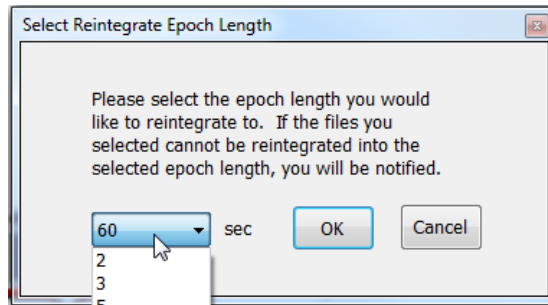 Select Reintegrate Epoch Length
Please select the epoch length you would
like to reintegrate to. If the files you
selected cannot be reintegrated into the
selected epoch length, you will be notified.
60 sec OK Cancel
2
3
5